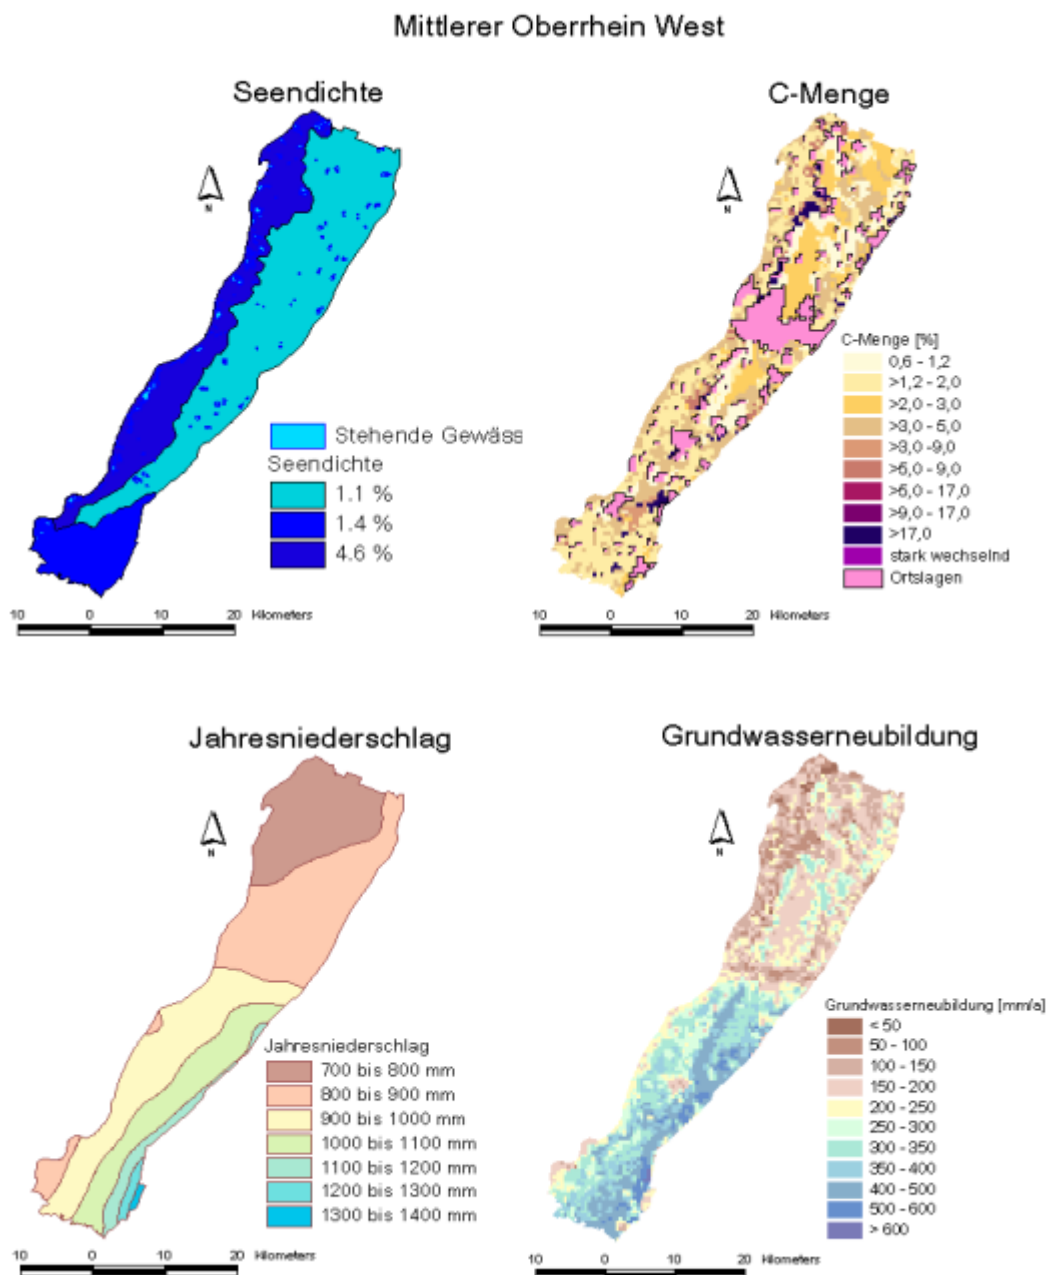 Mittlerer Oberrhein West
Seendichte
N
Stehende Gewäss
Seendichte
1.1 %
1.4 %
4.6 %
10 0 10 20 Kilometers
C-Menge
N
C-Menge [%]
0,6 - 1,2
>1,2 - 2,0
>2,0 - 3,0
>3,0 - 5,0
>3,0 -9,0
>5,0 - 9,0
>5,0 - 17,0
>9,0 - 17,0
>17,0
stark wechselnd
Ortslagen
10 0 10 20 Kilometers
Jahresniederschlag
N
Jahresniederschlag
700 bis 800 mm
800 bis 900 mm
900 bis 1000 mm
1000 bis 1100 mm
1100 bis 1200 mm
1200 bis 1300 mm
1300 bis 1400 mm
10 0 10 20 Kilometers
Grundwasserneubildung
N
Grundwasserneubildung [mm/a]
< 50
50 - 100
100 - 150
150 - 200
200 - 250
250 - 300
300 - 350
350 - 400
400 - 500
500 - 600
> 600
10 0 10 20 Kilometers